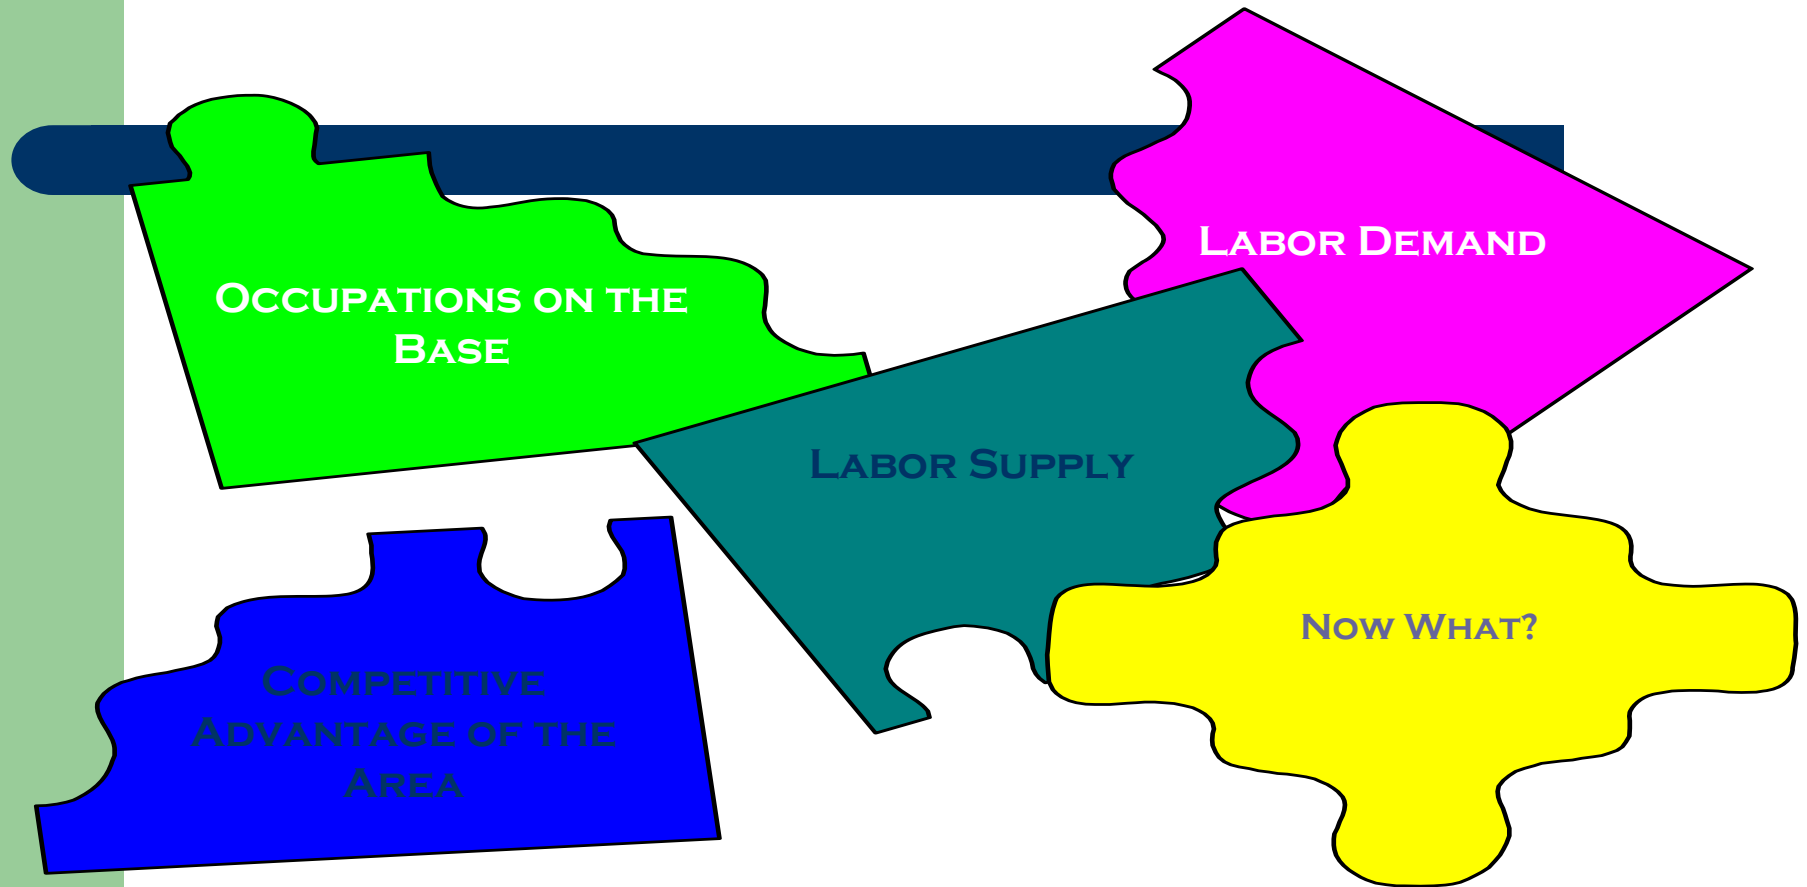 Labor Demand
Occupations on the
Base
Labor Supply
Now What?
Competitive
Advantage of the
Area